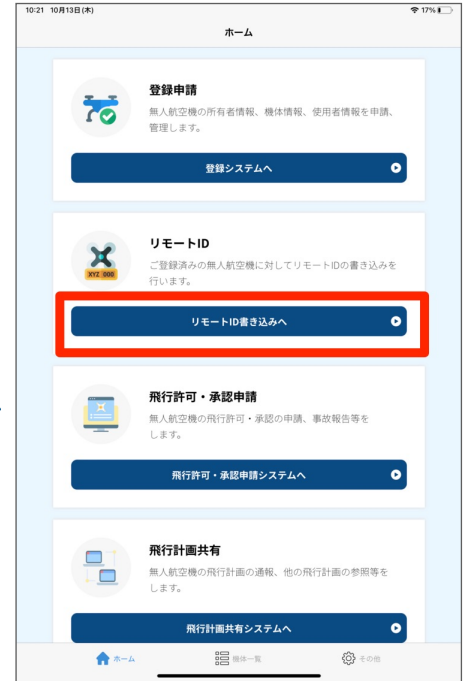 10:21 10月13日(木)
17%
ホーム
登録申請
無人航空機の所有者情報、機体情報、使用者情報を申請、
管理します。
登録システムへ
リモートID
XYZ 000
ご登録済みの無人航空機に対してリモートIDの書き込みを
行います。
リモートID書き込みへ
飛行許可・承認申請
無人航空機の飛行許可・承認の申請、事故報告等を
します。
飛行許可・承認申請システムへ
飛行計画共有
無人航空機の飛行計画の通報、他の飛行計画の参照等を
します。
飛行計画共有システムへ
ホーム 機体一覧 その他